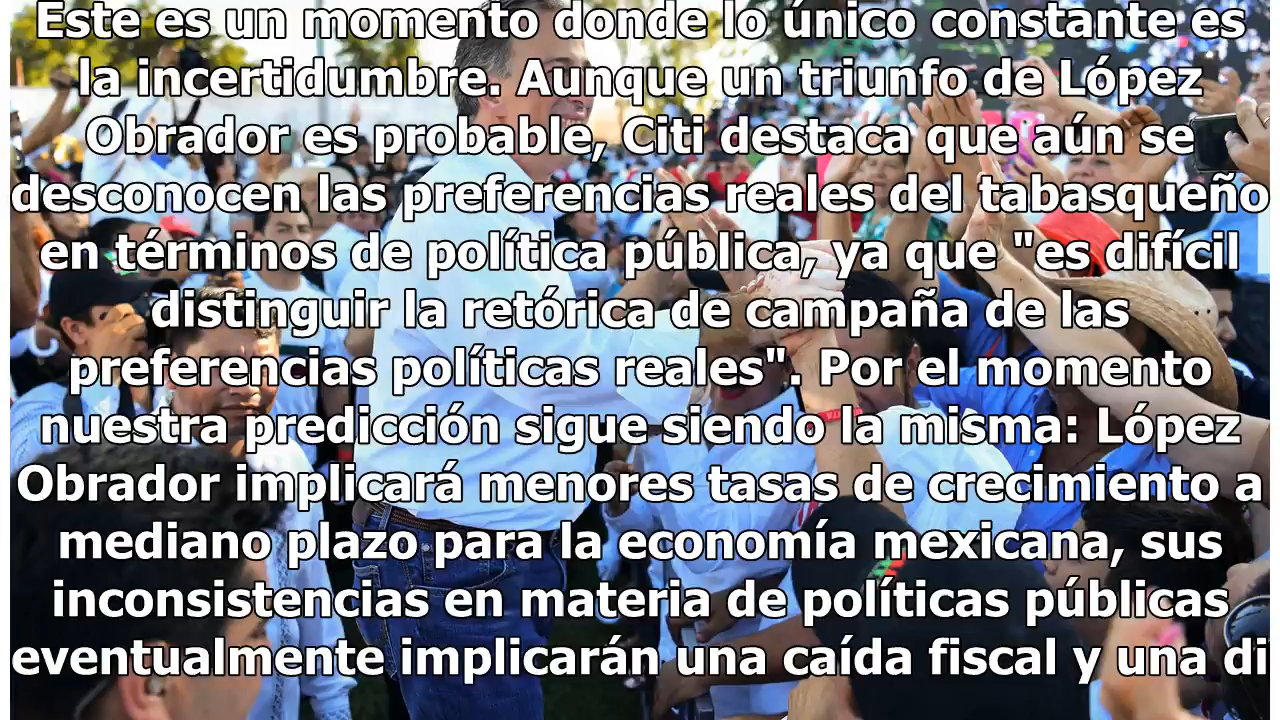 Este es un momento donde lo único constante es
la incertidumbre. Aunque un triunfo de López
Obrador es probable, Citi destaca que aún se
desconocen las preferencias reales del tabasqueño
en términos de política pública, ya que "es difícil
distinguir la retórica de campaña de las
preferencias políticas reales". Por el momento
nuestra predicción sigue siendo la misma: López
Obrador implicará menores tasas de crecimiento a
mediano plazo para la economía mexicana, sus
inconsistencias en materia de políticas públicas
eventualmente implicarán una caída fiscal y una di